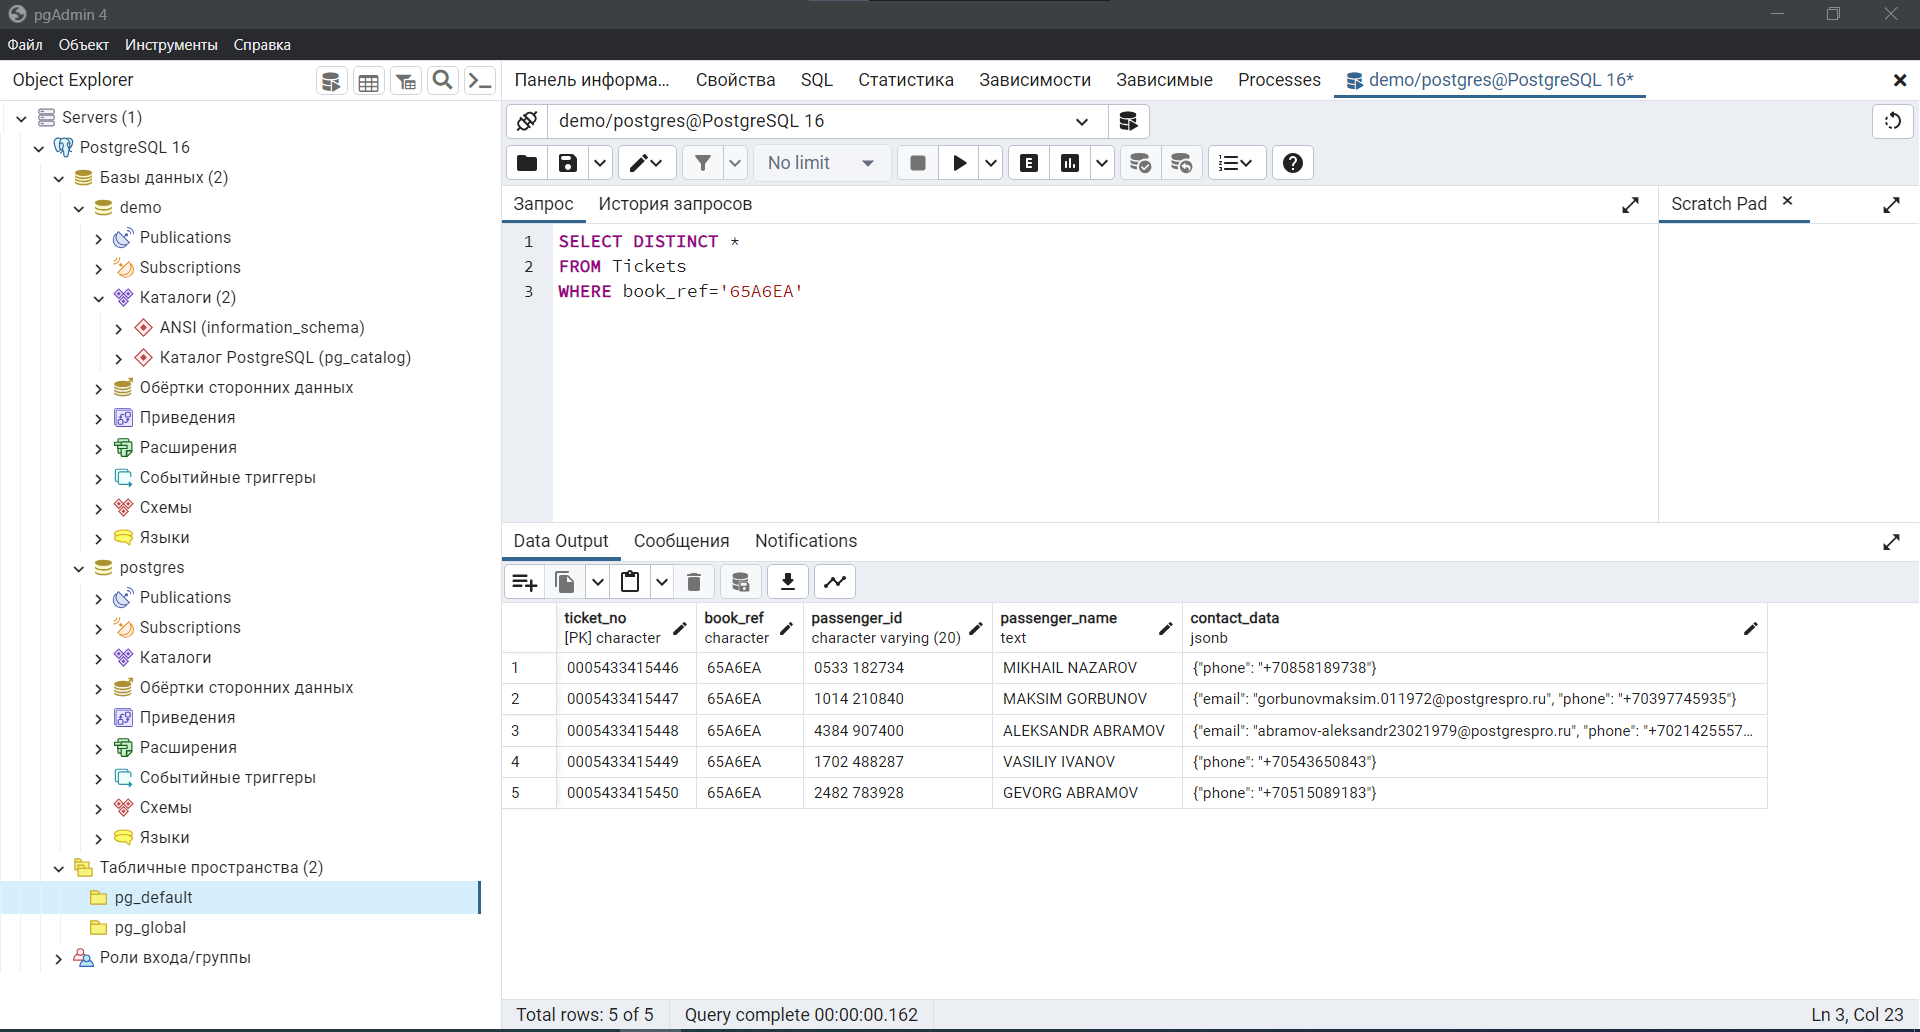 pgAdmin 4
Файл Объект Инструменты Справка
Object Explorer
Servers (1)
PostgreSQL 16
Базы данных (2)
demo
Publications
Subscriptions
Каталоги (2)
ANSI (information_schema)
Каталог PostgreSQL (pg_catalog)
Обёртки сторонних данных
Приведения
Расширения
Событийные триггеры
Схемы
Языки
postgres
Publications
Subscriptions
Каталоги
Обёртки сторонних данных
Приведения
Расширения
Событийные триггеры
Схемы
Языки
Табличные пространства (2)
pg_default
pg_global
Роли входа/группы
Панель информа... Свойства SQL Статистика Зависимости Зависимые Processes demo/postgres@PostgreSQL 16*
demo/postgres@PostgreSQL 16
No limit E
Запрос История запросов
Scratch Pad
1 SELECT DISTINCT *
2 FROM Tickets
3 WHERE book_ref='65A6EA'
Data Output Сообщения Notifications
ticket_no book_ref passenger_id passenger_name contact_data
[PK] character character character varying (20) text jsonb
1 0005433415446 65A6EA 0533 182734 MIKHAIL NAZAROV {"phone": "+70858189738"}
2 0005433415447 65A6EA 1014 210840 MAKSIM GORBUNOV {"email": "gorbunovmaksim.011972@postgrespro.ru", "phone": "+70397745935"}
3 0005433415448 65A6EA 4384 907400 ALEKSANDR ABRAMOV {"email": "abramov-aleksandr23021979@postgrespro.ru", "phone": "+7021425557...
4 0005433415449 65A6EA 1702 488287 VASILIY IVANOV {"phone": "+70543650843"}
5 0005433415450 65A6EA 2482 783928 GEVORG ABRAMOV {"phone": "+70515089183"}
Total rows: 5 of 5 Query complete 00:00:00.162 Ln 3, Col 23